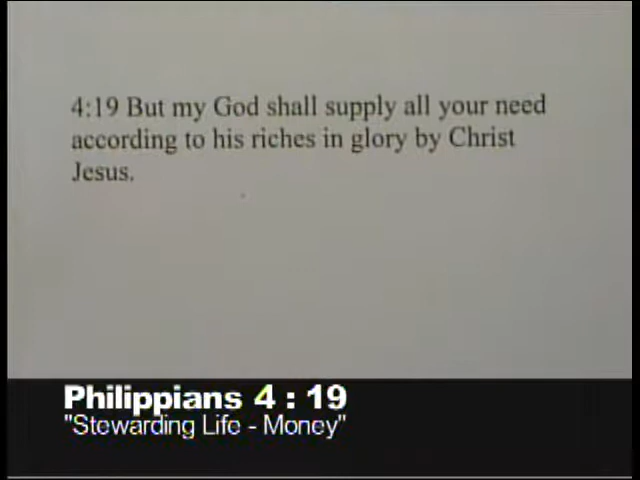 4:19 But my God shall supply all your need
according to his riches in glory by Christ
Jesus.
Philippians 4 : 19
"Stewarding Life - Money"